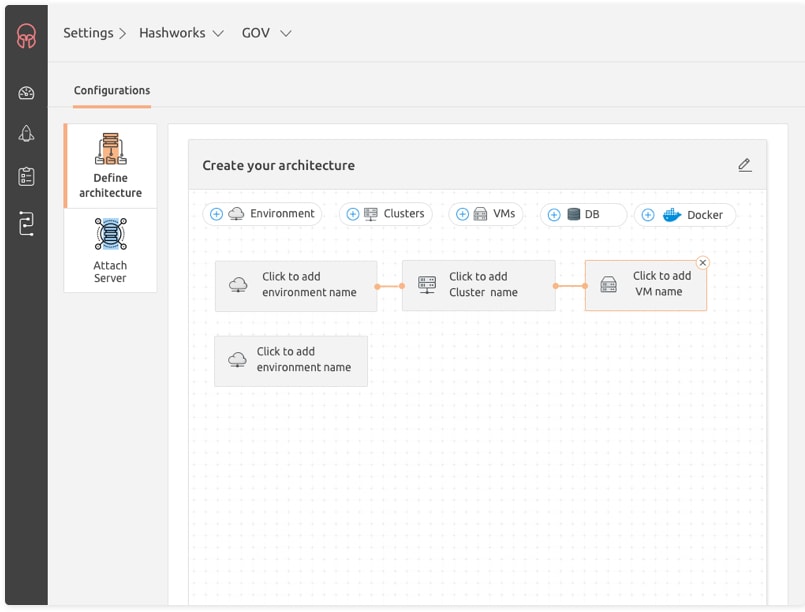 Settings > Hashworks GOV
Configurations
Define
architecture
Attach
Server
Create your architecture
Environment Clusters VMs DB Docker
Click to add
environment name
Click to add
Cluster name
Click to add
VM name
Click to add
environment name